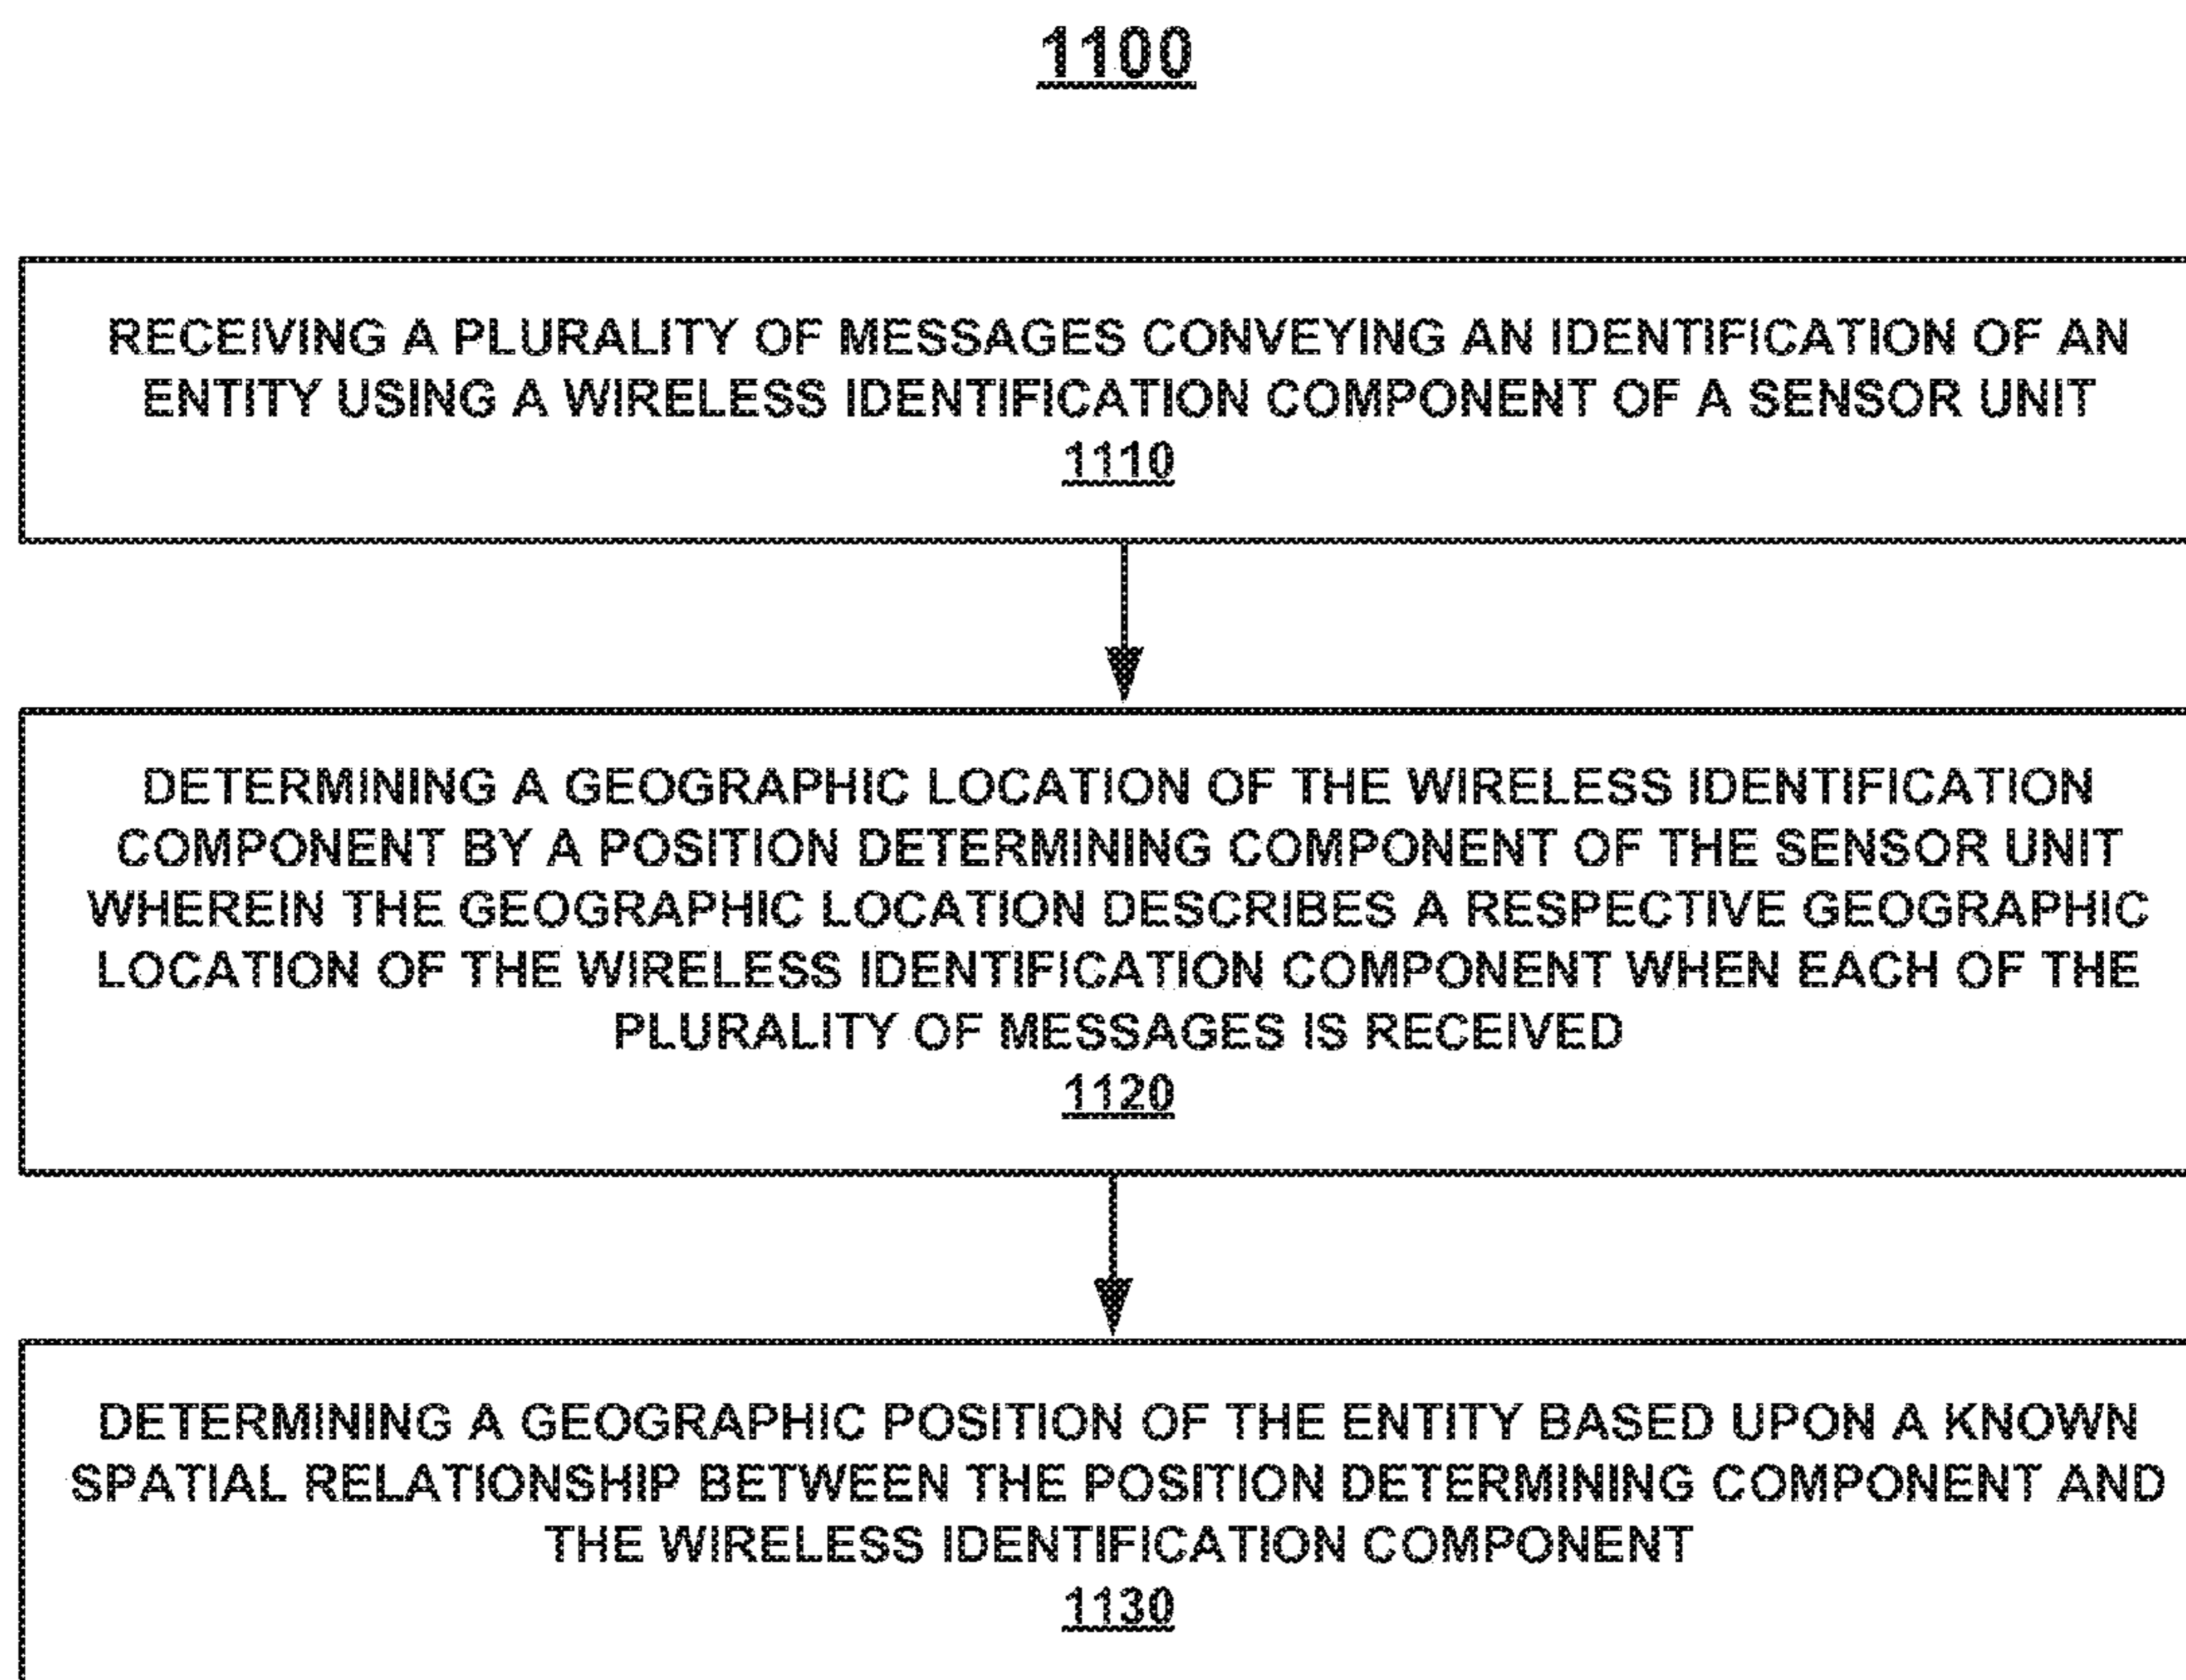 1100
RECEIVING A PLURALITY OF MESSAGES CONVEYING AN IDENTIFICATION OF AN
ENTITY USING A WIRELESS IDENTIFICATION COMPONENT OF A SENSOR UNIT
1110
DETERMINING A GEOGRAPHIC LOCATION OF THE WIRELESS IDENTIFICATION
COMPONENT BY A POSITION DETERMINING COMPONENT OF THE SENSOR UNIT
WHEREIN THE GEOGRAPHIC LOCATION DESCRIBES A RESPECTIVE GEOGRAPHIC
LOCATION OF THE WIRELESS IDENTIFICATION COMPONENT WHEN EACH OF THE
PLURALITY OF MESSAGES IS RECEIVED
1120
DETERMINING A GEOGRAPHIC POSITION OF THE ENTITY BASED UPON A KNOWN
SPATIAL RELATIONSHIP BETWEEN THE POSITION DETERMINING COMPONENT AND
THE WIRELESS IDENTIFICATION COMPONENT
1130